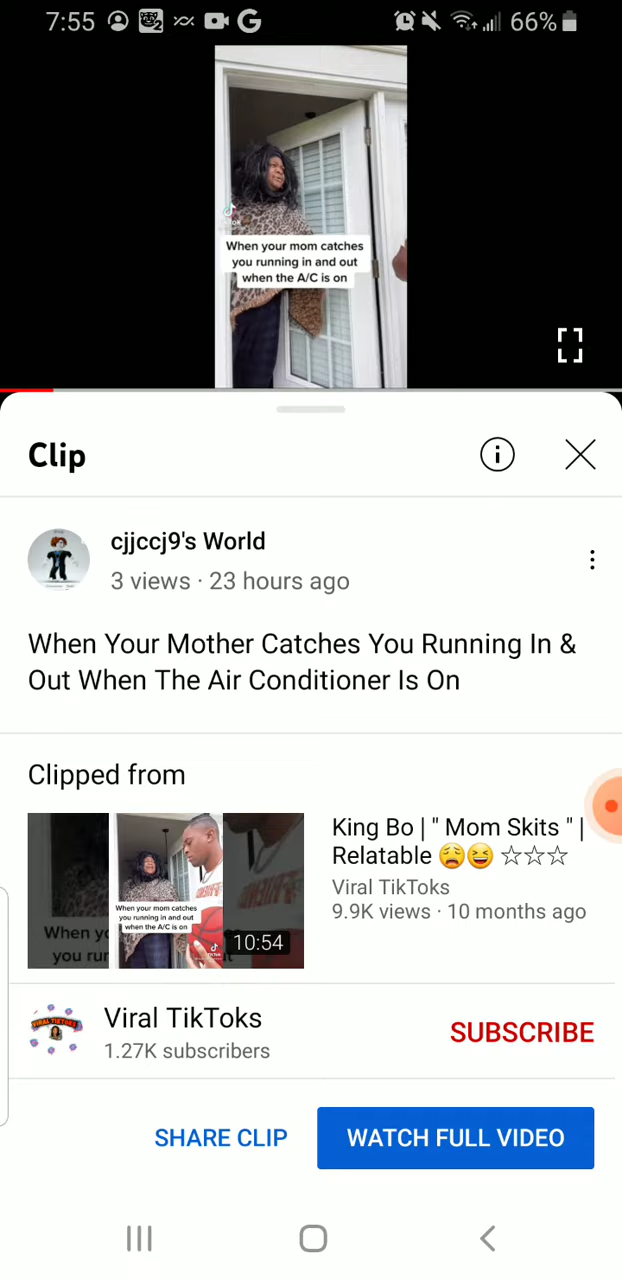 7:55
66%
When your mom catches
you running in and out
when the A/C is on
Clip
cjjccj9's World
3 views · 23 hours ago
When Your Mother Catches You Running In &
Out When The Air Conditioner Is On
Clipped from
When your mom catches
you running in and out
when the A/C is on
10:54
King Bo | " Mom Skits " |
Relatable 😩😆 ☆☆☆
Viral TikToks
9.9K views · 10 months ago
VIRAL TIKTOKS
Viral TikToks
1.27K subscribers
SUBSCRIBE
SHARE CLIP
WATCH FULL VIDEO